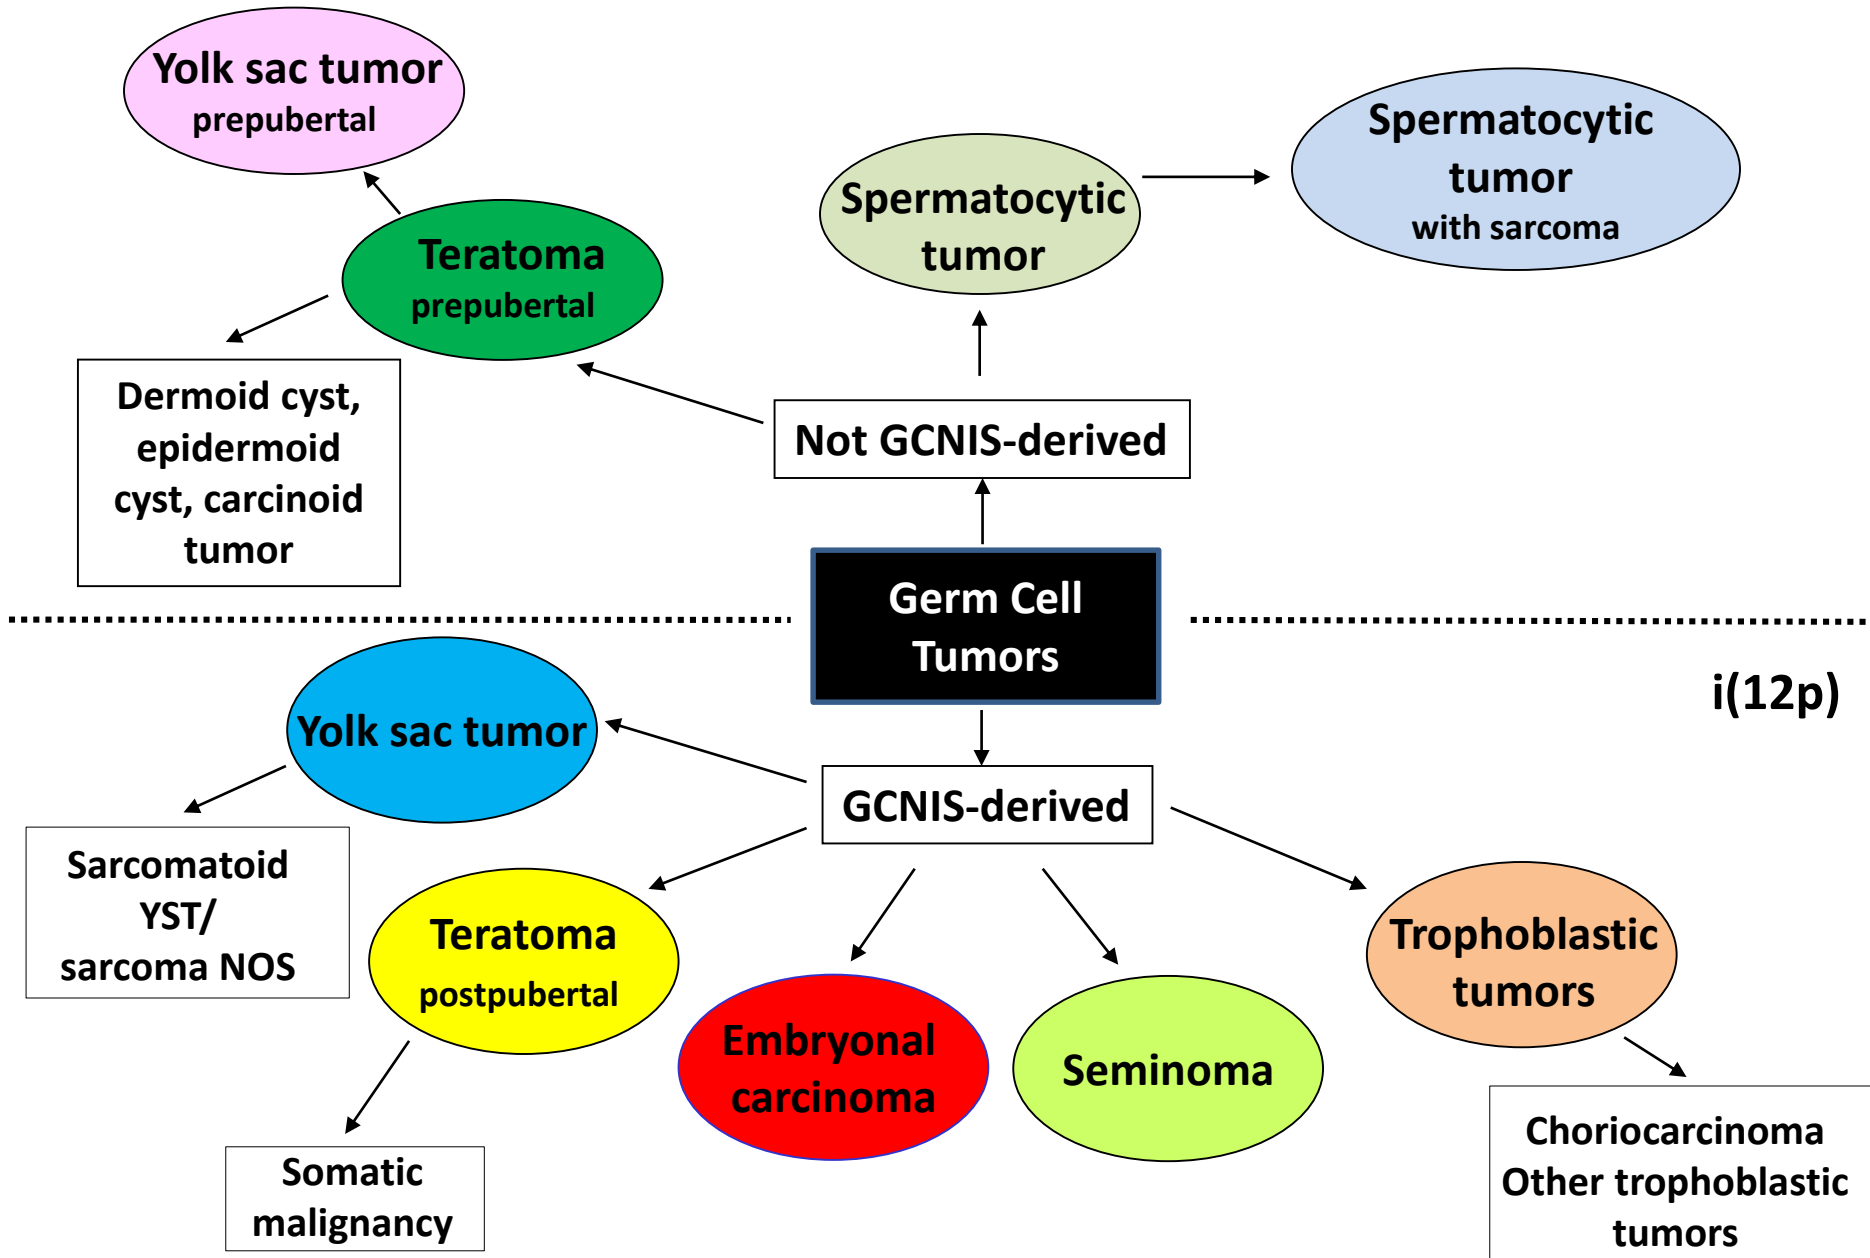 Yolk sac tumor
prepubertal
Spermatocytic
tumor
with sarcoma
Spermatocytic
tumor
Teratoma
prepubertal
Dermoid cyst,
epidermoid
cyst, carcinoid
tumor
Not GCNIS-derived
Germ Cell
Tumors
i(12p)
Yolk sac tumor
GCNIS-derived
Sarcomatoid
YST/
sarcoma NOS
Teratoma
postpubertal
Trophoblastic
tumors
Embryonal
carcinoma
Seminoma
Somatic
malignancy
Choriocarcinoma
Other trophoblastic
tumors